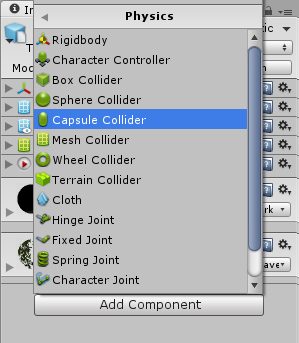 Physics
Rigidbody
Character Controller
Box Collider
Sphere Collider
Capsule Collider
Mesh Collider
Wheel Collider
Terrain Collider
Cloth
Hinge Joint
Fixed Joint
Spring Joint
Character Joint
Add Component